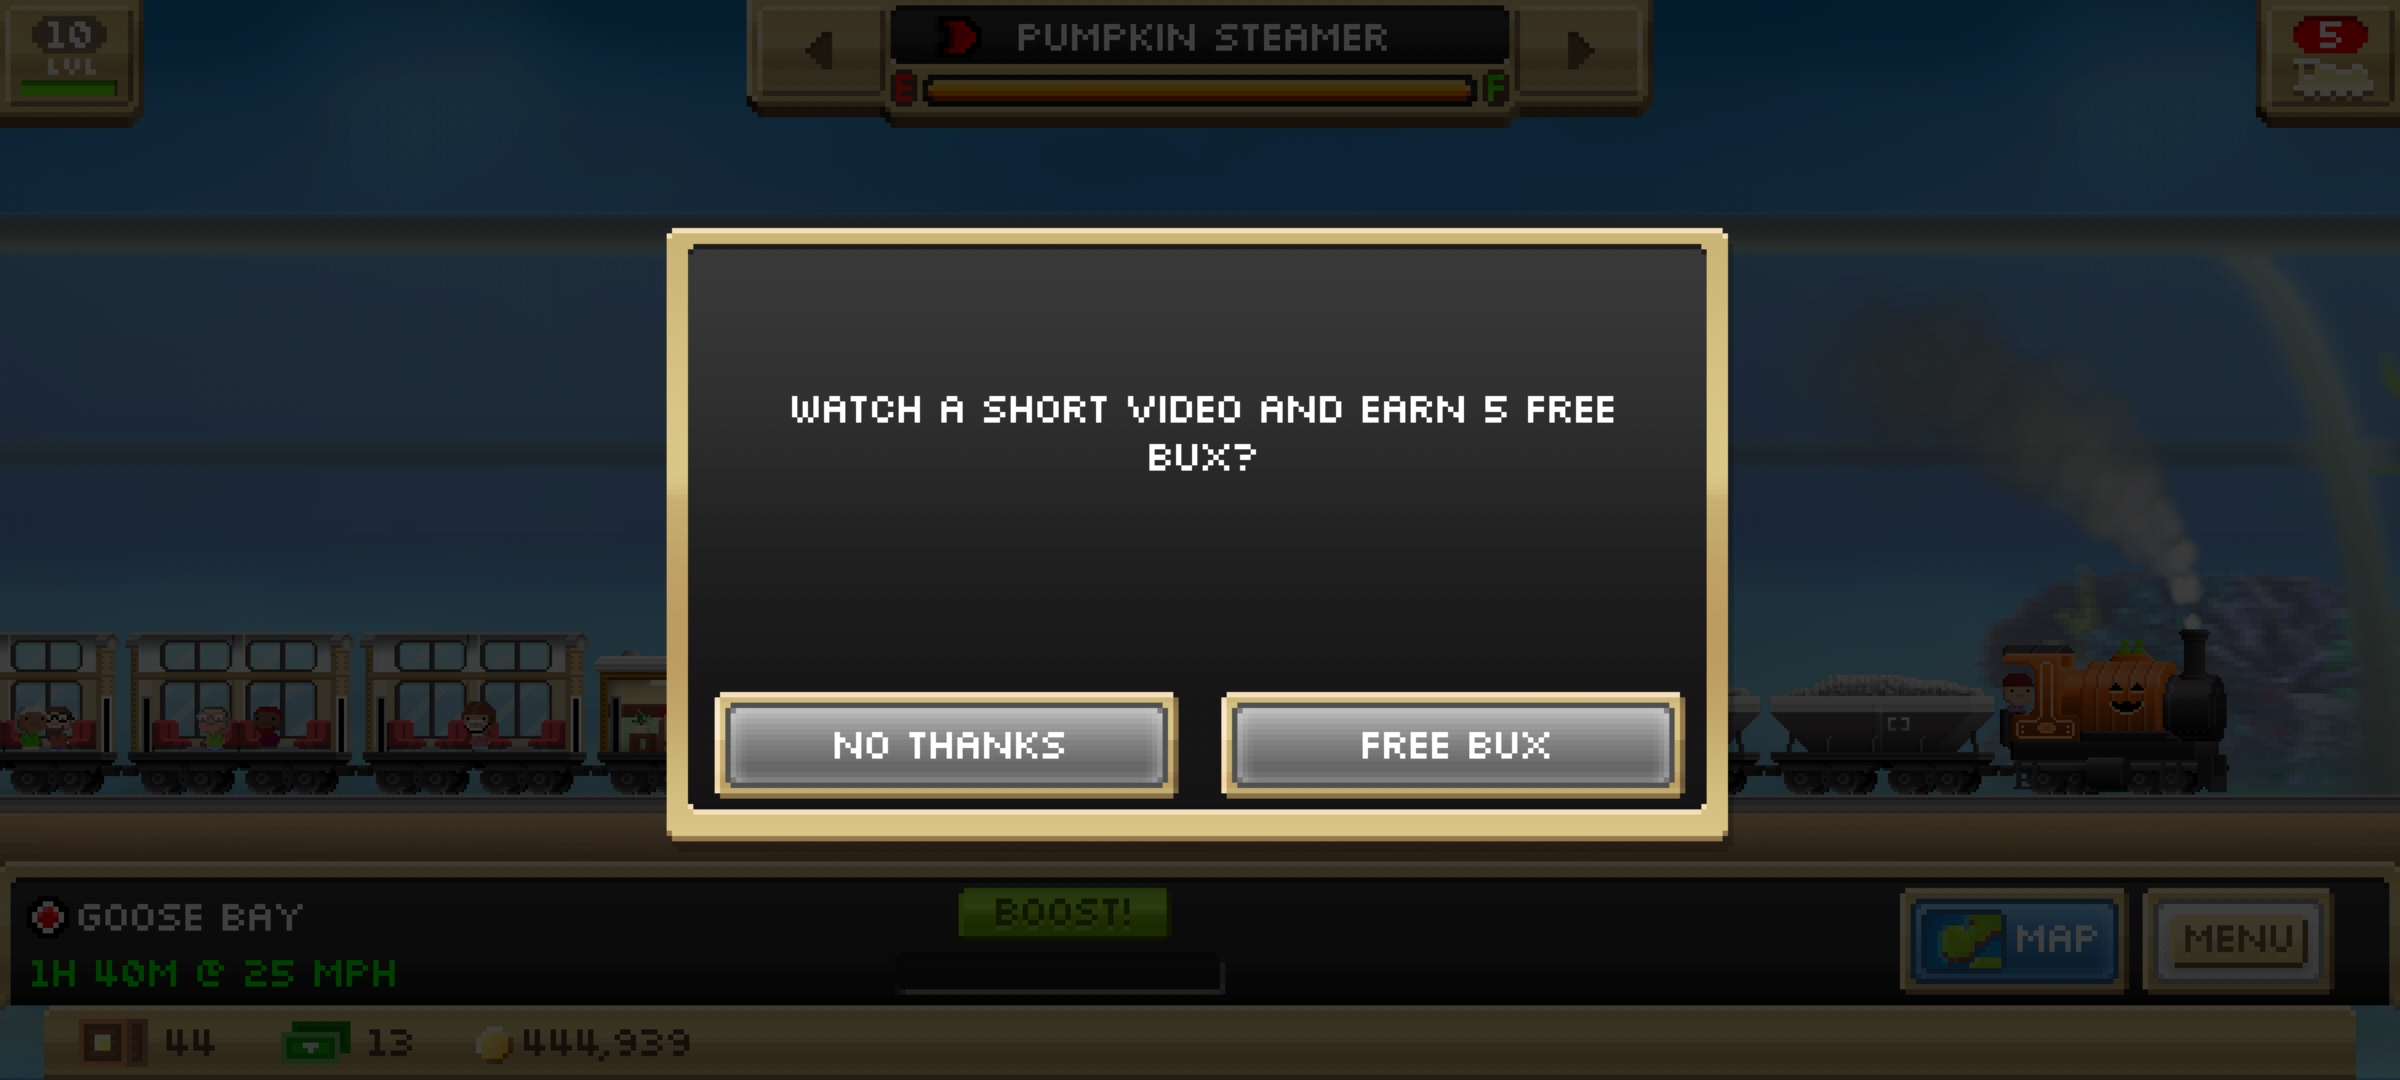 10
LVL
PUMPKIN STEAMER
E F
5
WATCH A SHORT VIDEO AND EARN 5 FREE
BUX?
NO THANKS
FREE BUX
GOOSE BAY
1H 40M @ 25 MPH
BOOST!
MAP
MENU
44
13
444,939